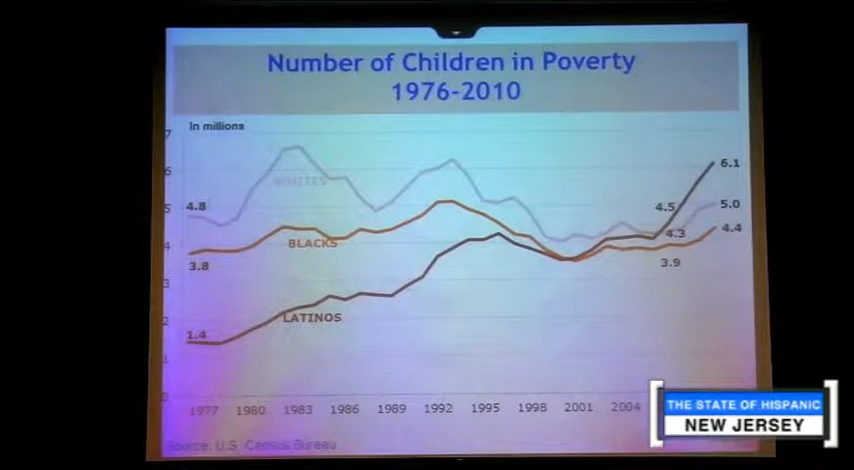 Number of Children in Poverty
1976-2010
In millions
7
6
5
4
3
2
1
0
WHITES
BLACKS
LATINOS
4.8
3.8
1.4
4.5
4.3
3.9
6.1
5.0
4.4
1977 1980 1983 1986 1989 1992 1995 1998 2001 2004
Source: U.S. Census Bureau
THE STATE OF HISPANIC
NEW JERSEY